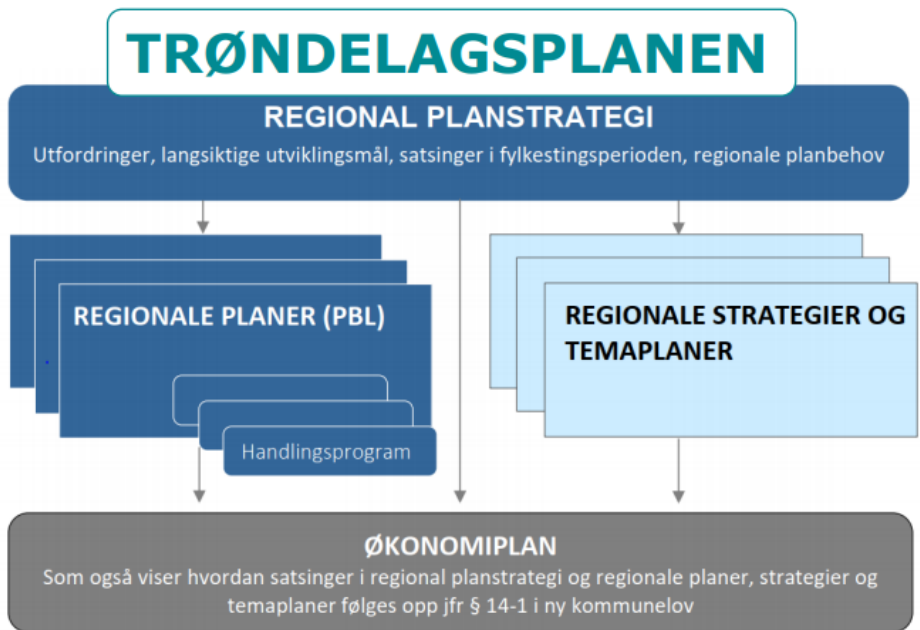 TRØNDELAGSPLANEN
REGIONAL PLANSTRATEGI
Utfordringer, langsiktige utviklingsmål, satsinger i fylkestingsperioden, regionale planbehov
REGIONALE PLANER (PBL)
Handlingsprogram
REGIONALE STRATEGIER OG
TEMAPLANER
ØKONOMIPLAN
Som også viser hvordan satsinger i regional planstrategi og regionale planer, strategier og
temaplaner følges opp jfr § 14-1 i ny kommunelov